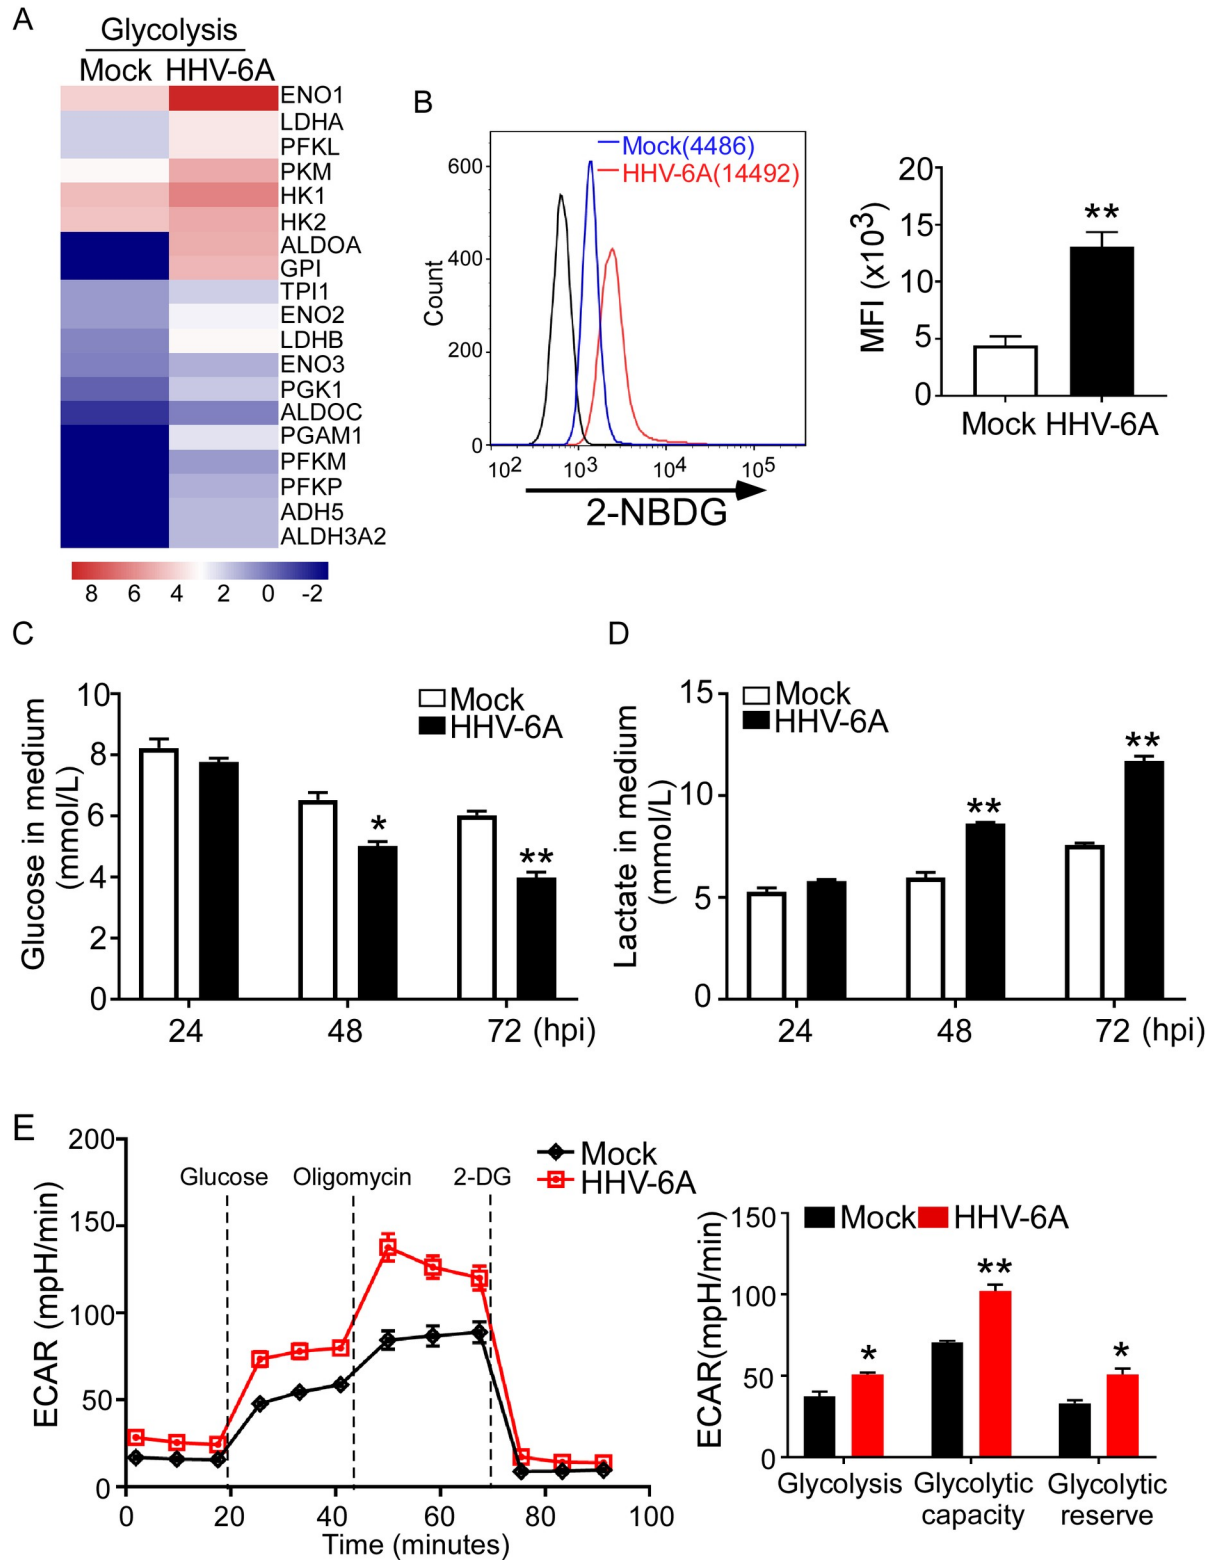 A
Glycolysis
Mock HHV-6A
ENO1
LDHA
PFKL
PKM
HK1
HK2
ALDOA
GPI
TPI1
ENO2
LDHB
ENO3
PGK1
ALDOC
PGAM1
PFKM
PFKP
ADH5
ALDH3A2
8 6 4 2 0 -2
B
Mock(4486)
HHV-6A(14492)
600
400
200
0
Count
10² 10³ 10⁴ 10⁵
2-NBDG
20
15
10
5
0
MFI (x10³)
**
Mock HHV-6A
C
Mock
HHV-6A
10
8
6
4
2
0
Glucose in medium
(mmol/L)
*
**
24 48 72 (hpi)
D
Mock
HHV-6A
15
10
5
0
Lactate in medium
(mmol/L)
**
**
24 48 72 (hpi)
E
Mock
HHV-6A
Glucose Oligomycin 2-DG
200
150
100
50
0
ECAR (mpH/min)
0 20 40 60 80 100
Time (minutes)
Mock HHV-6A
150
100
50
0
ECAR(mpH/min)
*
**
*
Glycolysis Glycolytic Glycolytic
capacity reserve